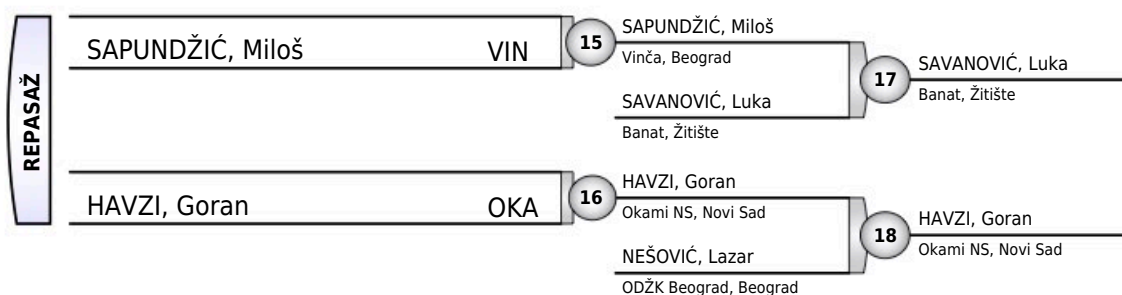 REPASAŽ
SAPUNDŽIĆ, Miloš VIN
15
SAPUNDŽIĆ, Miloš
Vinča, Beograd
SAVANOVIĆ, Luka
Banat, Žitište
17
SAVANOVIĆ, Luka
Banat, Žitište
HAVZI, Goran OKA
16
HAVZI, Goran
Okami NS, Novi Sad
NEŠOVIĆ, Lazar
ODŽK Beograd, Beograd
18
HAVZI, Goran
Okami NS, Novi Sad